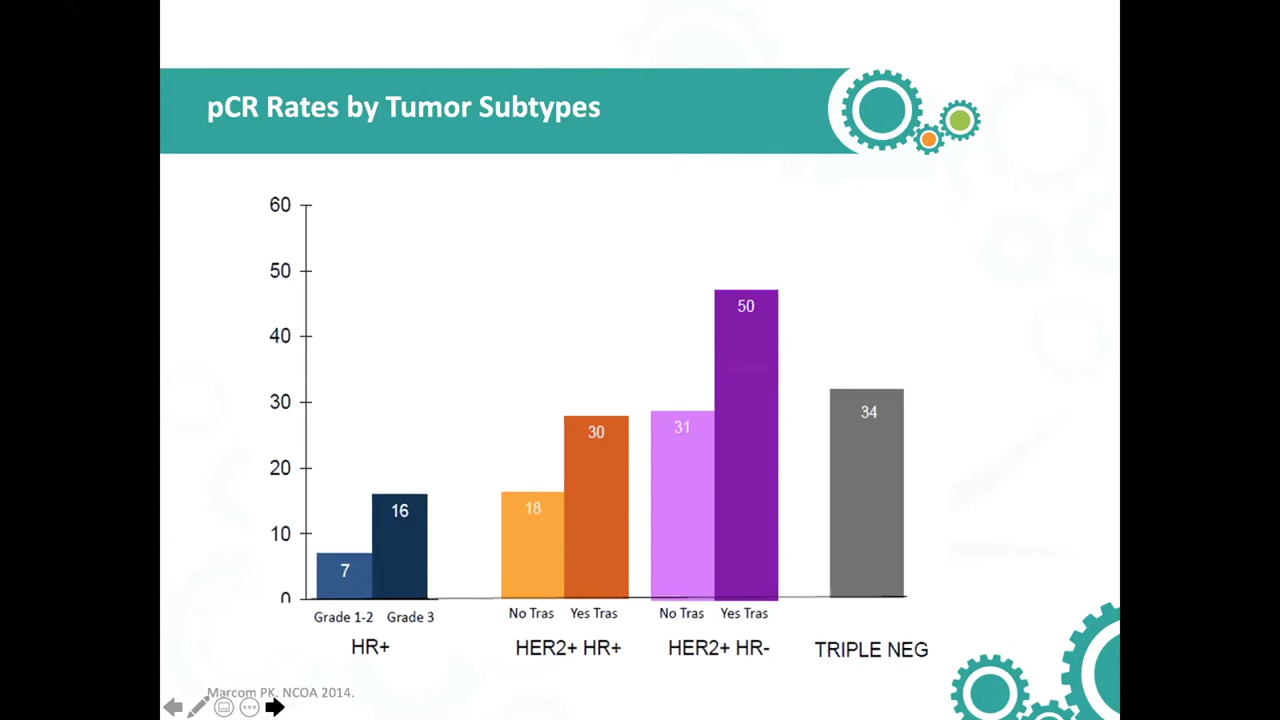 pCR Rates by Tumor Subtypes
60
50
40
30
20
10
0
7
16
18
30
31
50
34
Grade 1-2 Grade 3
No Tras Yes Tras
No Tras Yes Tras
HR+
HER2+ HR+
HER2+ HR-
TRIPLE NEG
Marcom PK. NCOA 2014.